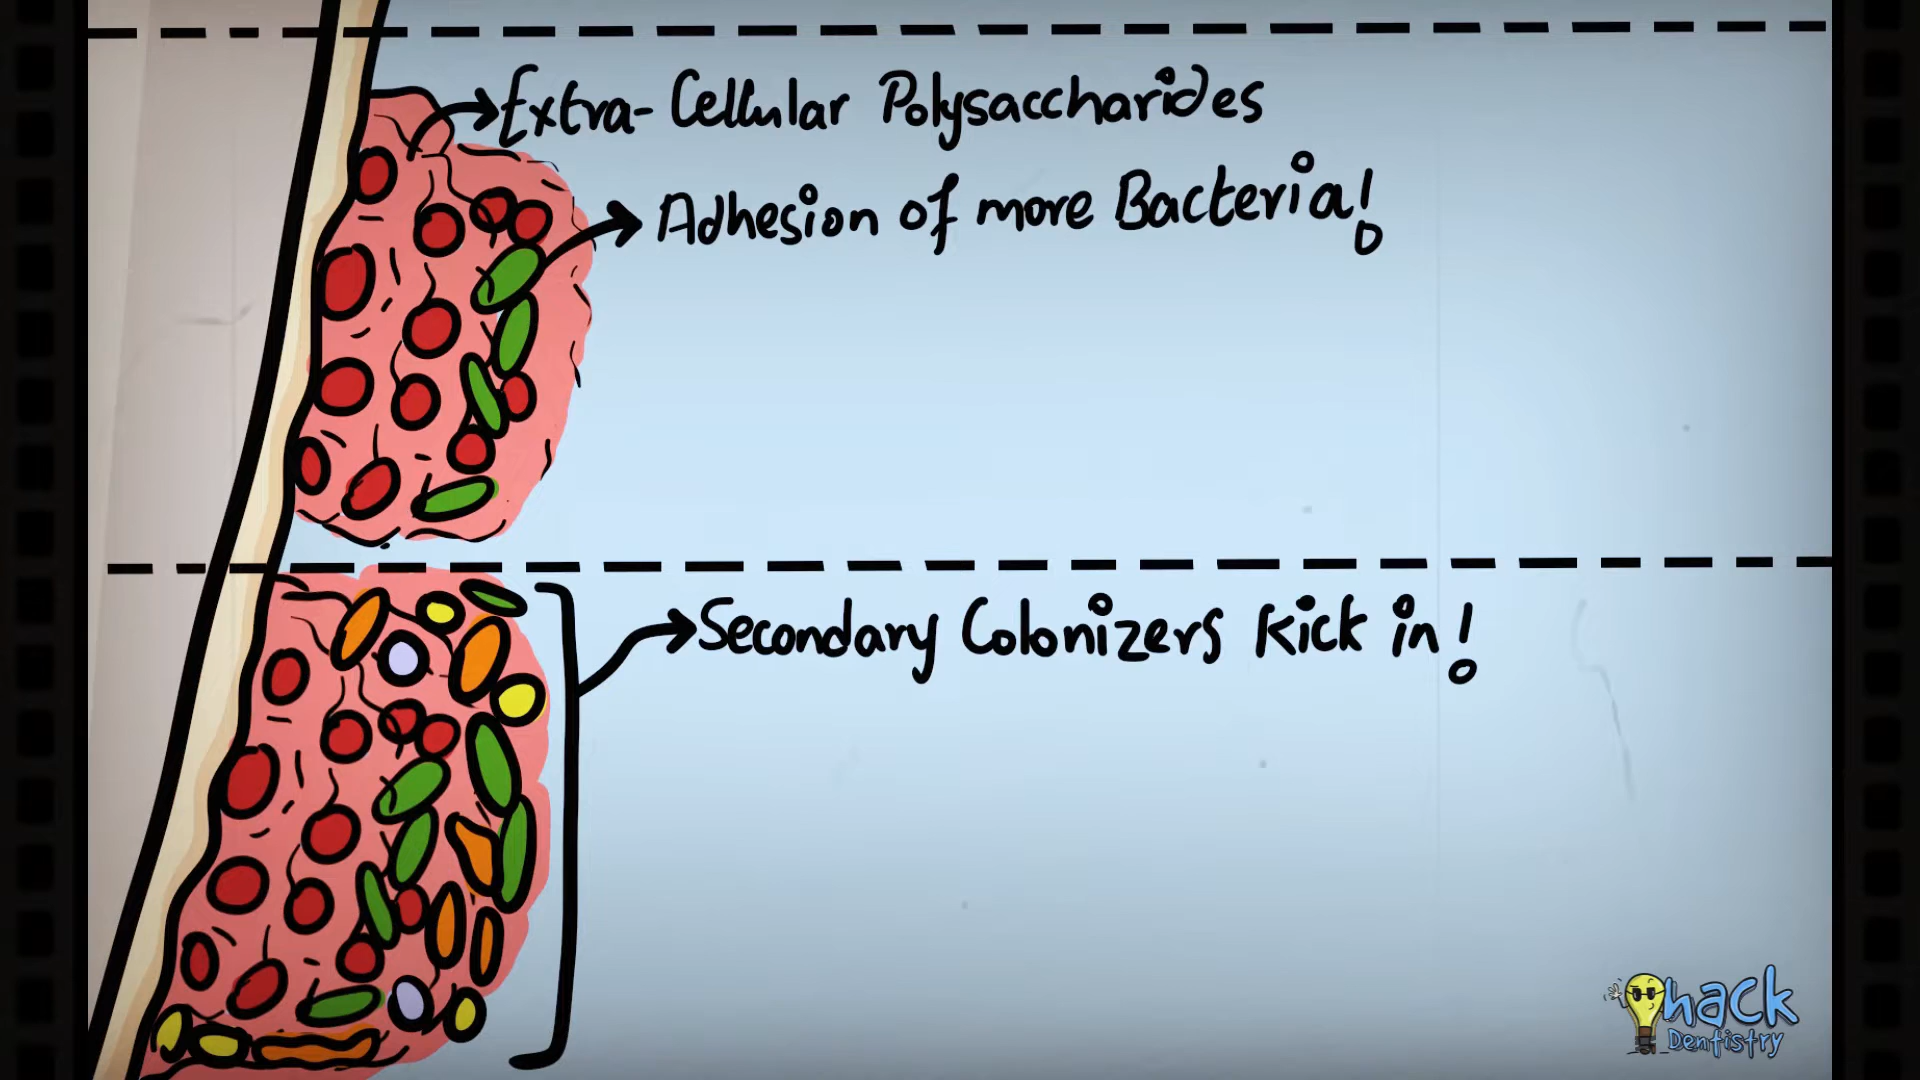 Extra-Cellular Polysaccharides
Adhesion of more Bacteria!
Secondary Colonizers Kick in!
hack
Dentistry